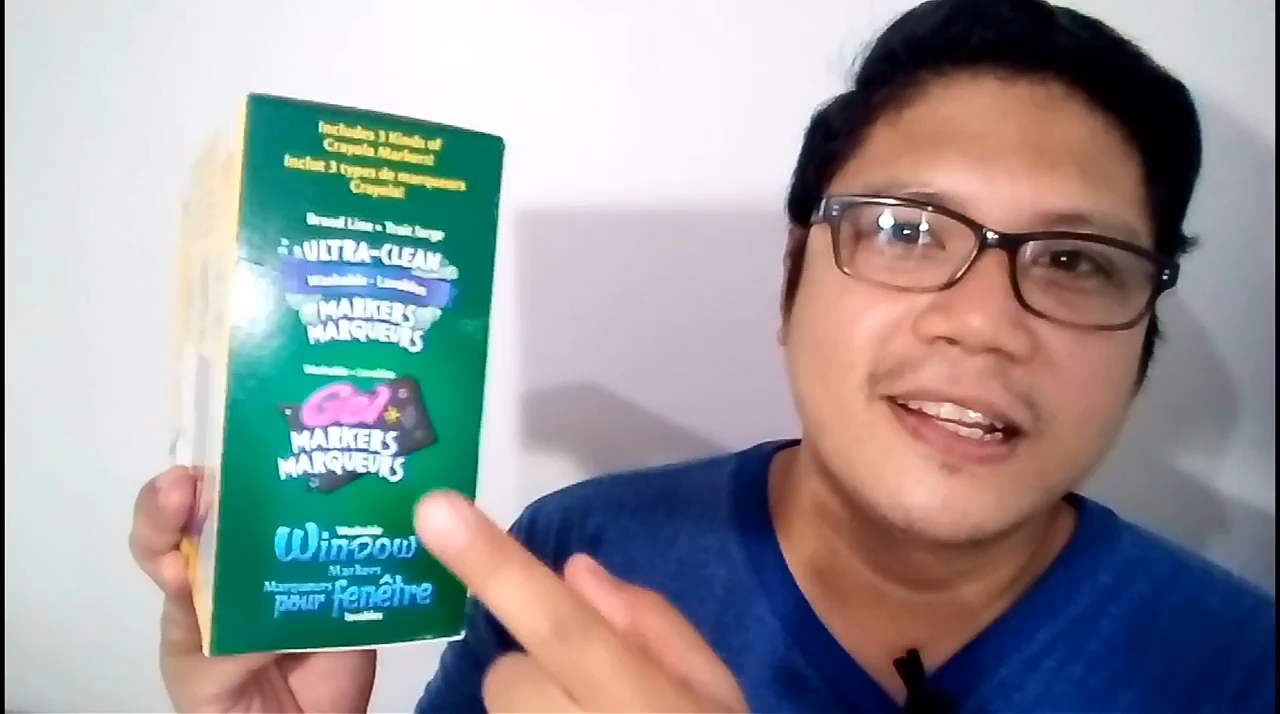 Includes 3 Kinds of
Crayola Markers!
Inclut 3 types de marqueurs
Crayola!
Broad Line • Trait large
ULTRA-CLEAN
Washable • Lavables
MARKERS
MARQUEURS
Washable • Lavables
Gel
MARKERS
MARQUEURS
Washable
Window
Markers
Marqueurs
pour fenêtre
lavables